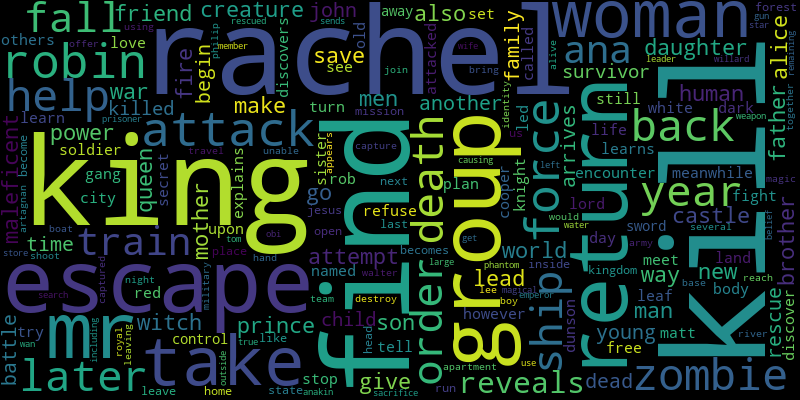 rachel
king
find
group
kill
escape
return
woman
mr
take
attack
help
robin
fall
year
back
force
ship
zombie
train
later
order
death
ana
reveals
creature
friend
john
save
make
war
killed
power
begin
fire
also
another
men
attempt
lead
world
go
mother
queen
time
city
gang
soldier
maleficent
learn
others
love
discovers
see
old
away
set
called
attacked
family
daughter
survivor
human
alice
father
brother
castle
new
way
man
young
son
child
give
prince
witch
battle
try
red
secret
upon
explains
sister
rob
jesus
named
refuse
plan
cooper
knight
led
arrives
still
white
dark
life
learns
encounter
meanwhile
fight
lord
day
sword
meet
land
body
leaf
matt
free
rescue
discover
dead
dunson
inside
however
tell
stop
control
like
leave
home
state
run
apartment
kingdom
several
army
magic
reach
base
river
belief
water
would
left
causing
capture
appears
mission
identity
us
join
bring
alive
leader
willard
gun
star
forest
wife
offer
using
member
sends
rescued
philip
prisoner
become
artagnan
travel
unable
turn
next
last
open
obi
tom
place
hand
boat
store
shoot
search
wan
including
royal
leaving
captured
night
military
true
outside
anakin
team
destroy
walter
head
lee
boy
magical
phantom
emperor
large
becomes
get
use
sacrifice
weapon
together
remaining